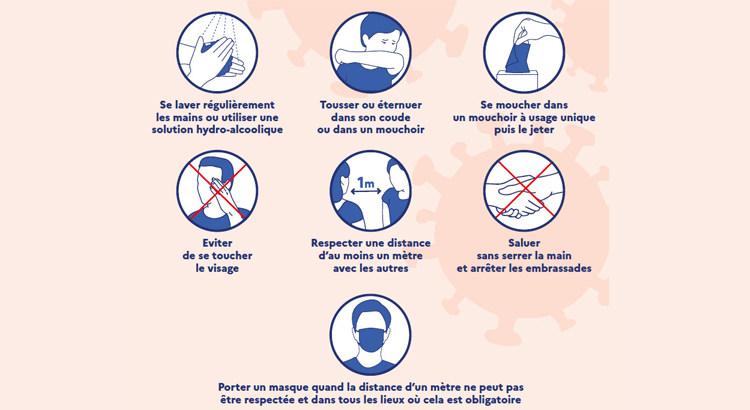 Se laver régulièrement
les mains ou utiliser une
solution hydro-alcoolique
Tousser ou éternuer
dans son coude
ou dans un mouchoir
Se moucher dans
un mouchoir à usage unique
puis le jeter
Eviter
de se toucher
le visage
1m
Respecter une distance
d’au moins un mètre
avec les autres
Saluer
sans serrer la main
et arrêter les embrassades
Porter un masque quand la distance d’un mètre ne peut pas
être respectée et dans tous les lieux où cela est obligatoire